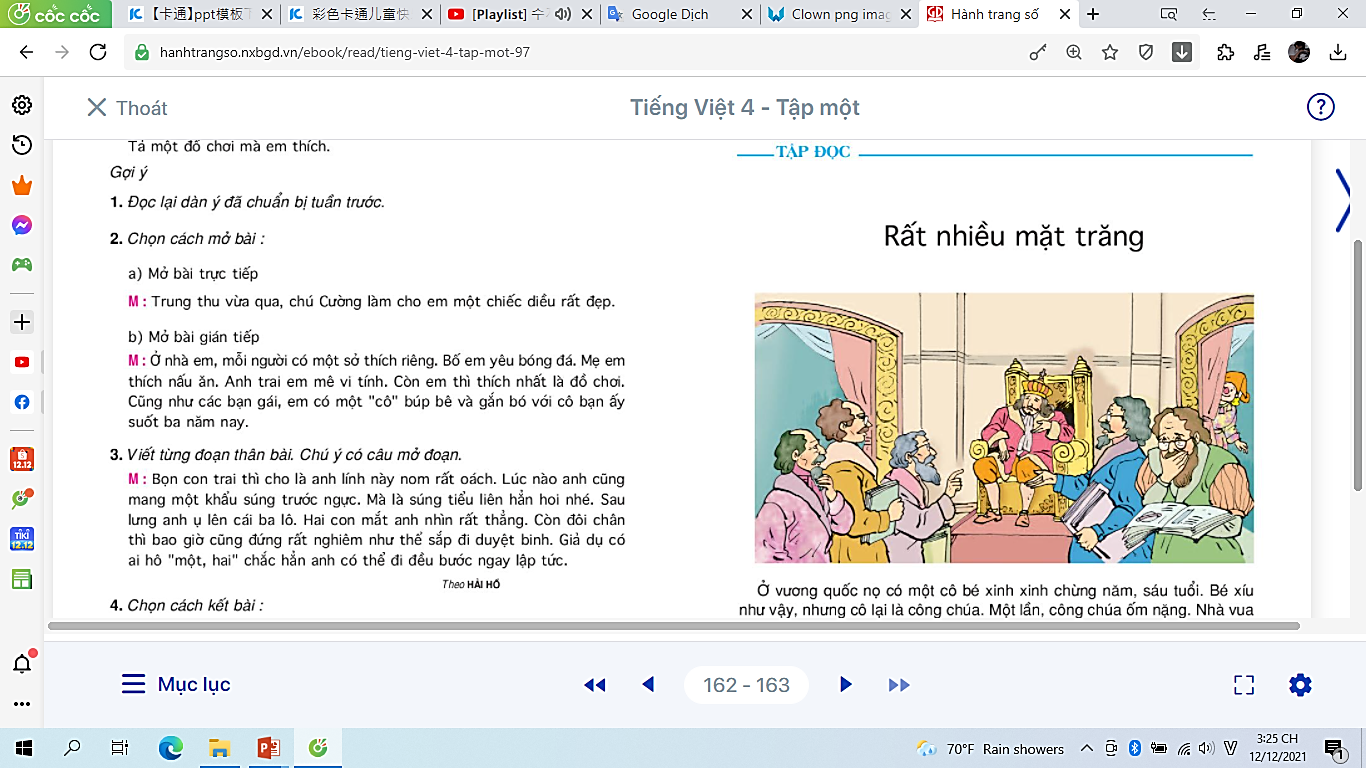 cốc cốc
【卡通】ppt模板下
彩色卡通儿童快
[Playlist] 수
Google Dịch
Clown png imag
Hành trang số
hanhtrangso.nxbgd.vn/ebook/read/tieng-viet-4-tap-mot-97
Thoát
Tiếng Việt 4 - Tập một
Tả một đồ chơi mà em thích.
Gợi ý
1. Đọc lại dàn ý đã chuẩn bị tuần trước.
2. Chọn cách mở bài :
a) Mở bài trực tiếp
M : Trung thu vừa qua, chú Cường làm cho em một chiếc diều rất đẹp.
b) Mở bài gián tiếp
M : Ở nhà em, mỗi người có một sở thích riêng. Bố em yêu bóng đá. Mẹ em
thích nấu ăn. Anh trai em mê vi tính. Còn em thì thích nhất là đồ chơi.
Cũng như các bạn gái, em có một "cô" búp bê và gắn bó với cô bạn ấy
suốt ba năm nay.
3. Viết từng đoạn thân bài. Chú ý có câu mở đoạn.
M : Bọn con trai thì cho là anh lính này nom rất oách. Lúc nào anh cũng
mang một khẩu súng trước ngực. Mà là súng tiểu liên hẳn hoi nhé. Sau
lưng anh ụ lên cái ba lô. Hai con mắt anh nhìn rất thẳng. Còn đôi chân
thì bao giờ cũng đứng rất nghiêm như thể sắp đi duyệt binh. Giả dụ có
ai hô "một, hai" chắc hẳn anh có thể đi đều bước ngay lập tức.
Theo HẢI HỒ
4. Chọn cách kết bài :
TẬP ĐỌC
Rất nhiều mặt trăng
Ở vương quốc nọ có một cô bé xinh xinh chừng năm, sáu tuổi. Bé xíu
như vậy, nhưng cô lại là công chúa. Một lần, công chúa ốm nặng. Nhà vua
12.12
TIKI
12.12
Mục lục
162 - 163
70°F Rain showers
V
3:25 CH
12/12/2021
1